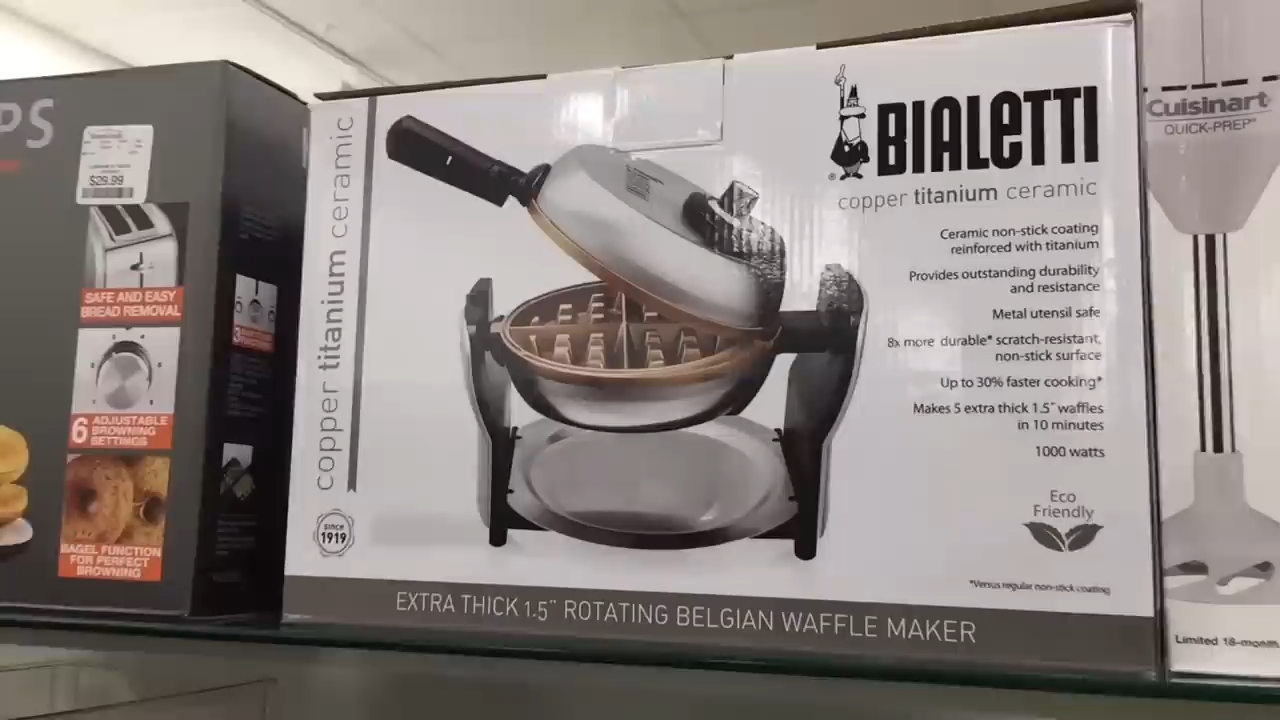 PS
$29.99
SAFE AND EASY
BREAD REMOVAL
6 ADJUSTABLE
BROWNING
SETTINGS
BAGEL FUNCTION
FOR PERFECT
BROWNING
copper titanium ceramic
since
1919
BIALETTI
copper titanium ceramic
Ceramic non-stick coating
reinforced with titanium
Provides outstanding durability
and resistance
Metal utensil safe
8x more durable* scratch-resistant,
non-stick surface
Up to 30% faster cooking*
Makes 5 extra thick 1.5" waffles
in 10 minutes
1000 watts
Eco
Friendly
*Versus regular non-stick coating
EXTRA THICK 1.5" ROTATING BELGIAN WAFFLE MAKER
Cuisinart
QUICK-PREP®
Limited 18-month